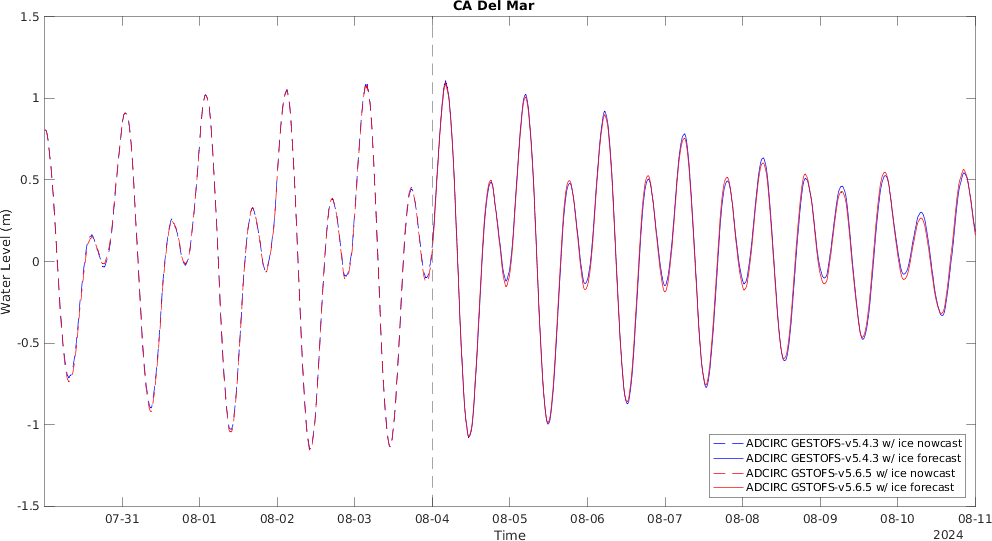 CA Del Mar
1.5
1
0.5
0
-0.5
-1
-1.5
Water Level (m)
07-31 08-01 08-02 08-03 08-04 08-05 08-06 08-07 08-08 08-09 08-10 08-11
Time
2024
ADCIRC GESTOFS-v5.4.3 w/ ice nowcast
ADCIRC GESTOFS-v5.4.3 w/ ice forecast
ADCIRC GSTOFS-v5.6.5 w/ ice nowcast
ADCIRC GSTOFS-v5.6.5 w/ ice forecast